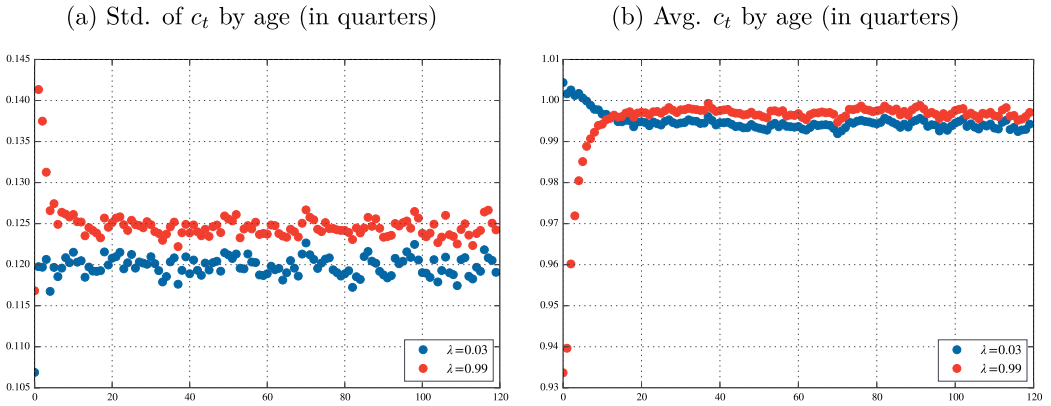 (a) Std. of c_t by age (in quarters)
0.145
0.140
0.135
0.130
0.125
0.120
0.115
0.110
0.105
0 20 40 60 80 100 120
λ=0.03
λ=0.99
(b) Avg. c_t by age (in quarters)
1.01
1.00
0.99
0.98
0.97
0.96
0.95
0.94
0.93
0 20 40 60 80 100 120
λ=0.03
λ=0.99